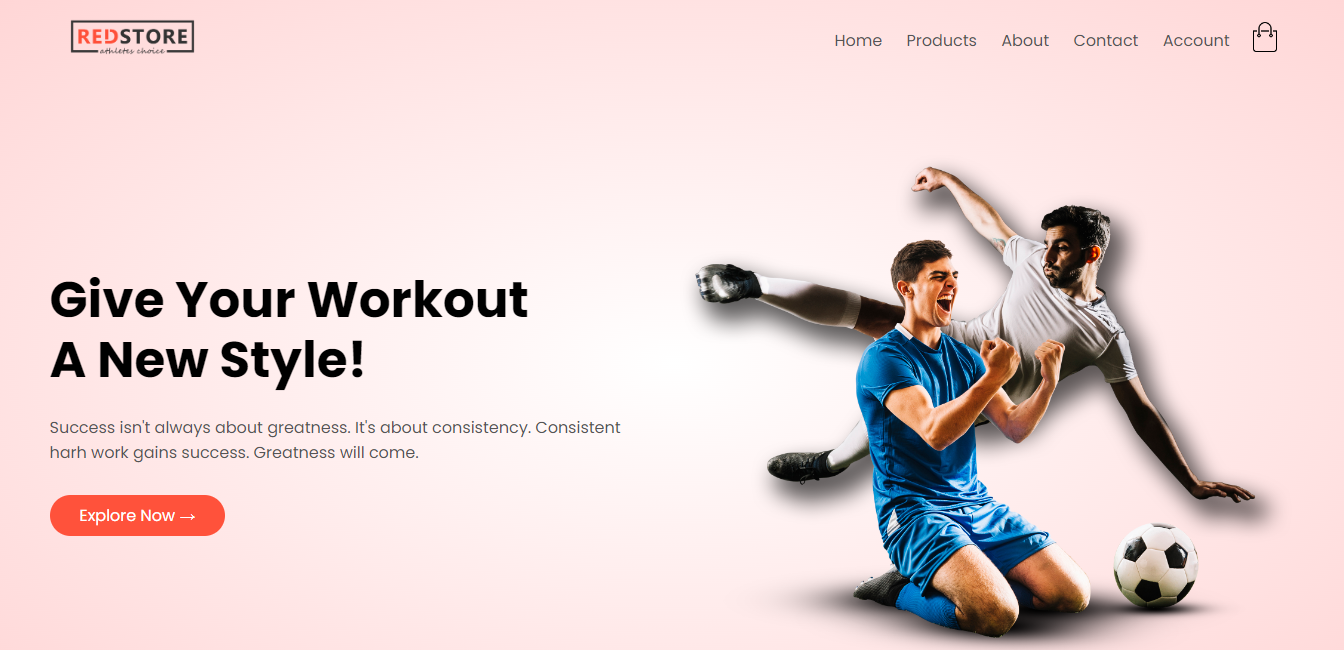 REDSTORE
athletes choice
Home Products About Contact Account
Give Your Workout
A New Style!
Success isn't always about greatness. It's about consistency. Consistent
harh work gains success. Greatness will come.
Explore Now →